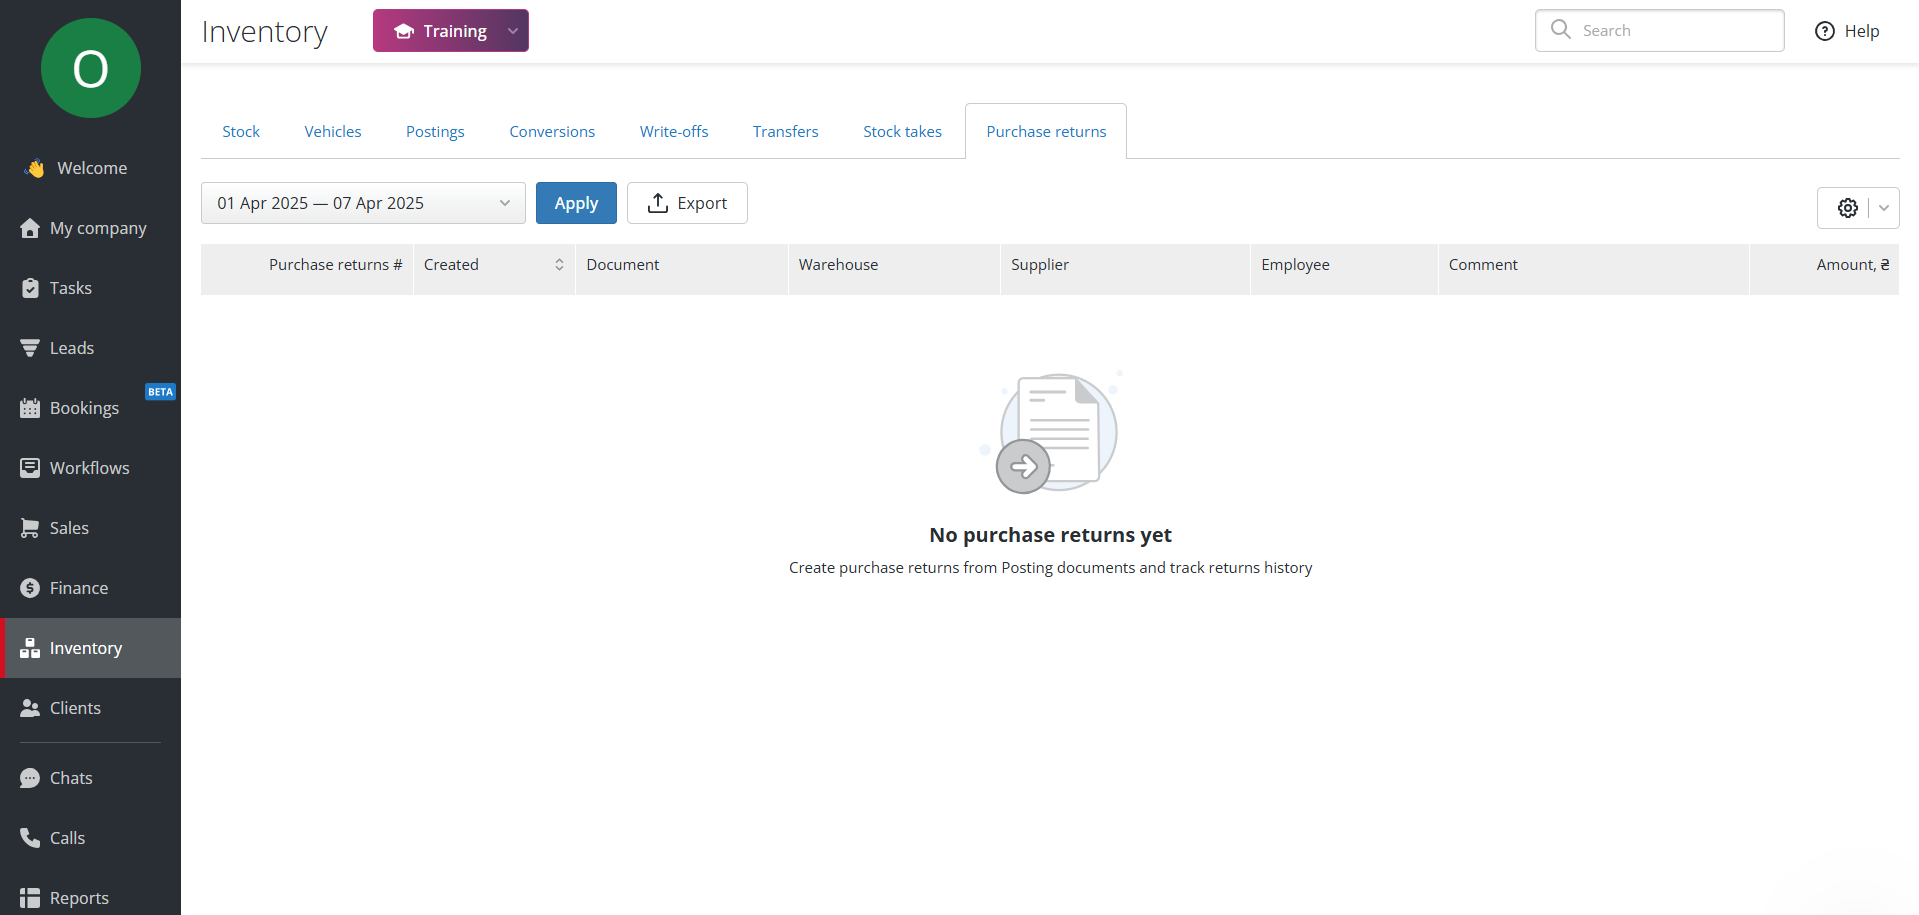 O
Welcome
My company
Tasks
Leads
BETA
Bookings
Workflows
Sales
Finance
Inventory
Clients
Chats
Calls
Reports
Inventory
Training
Search
Help
Stock Vehicles Postings Conversions Write-offs Transfers Stock takes Purchase returns
01 Apr 2025 — 07 Apr 2025 Apply Export
Purchase returns # Created Document Warehouse Supplier Employee Comment Amount, ₴
No purchase returns yet
Create purchase returns from Posting documents and track returns history